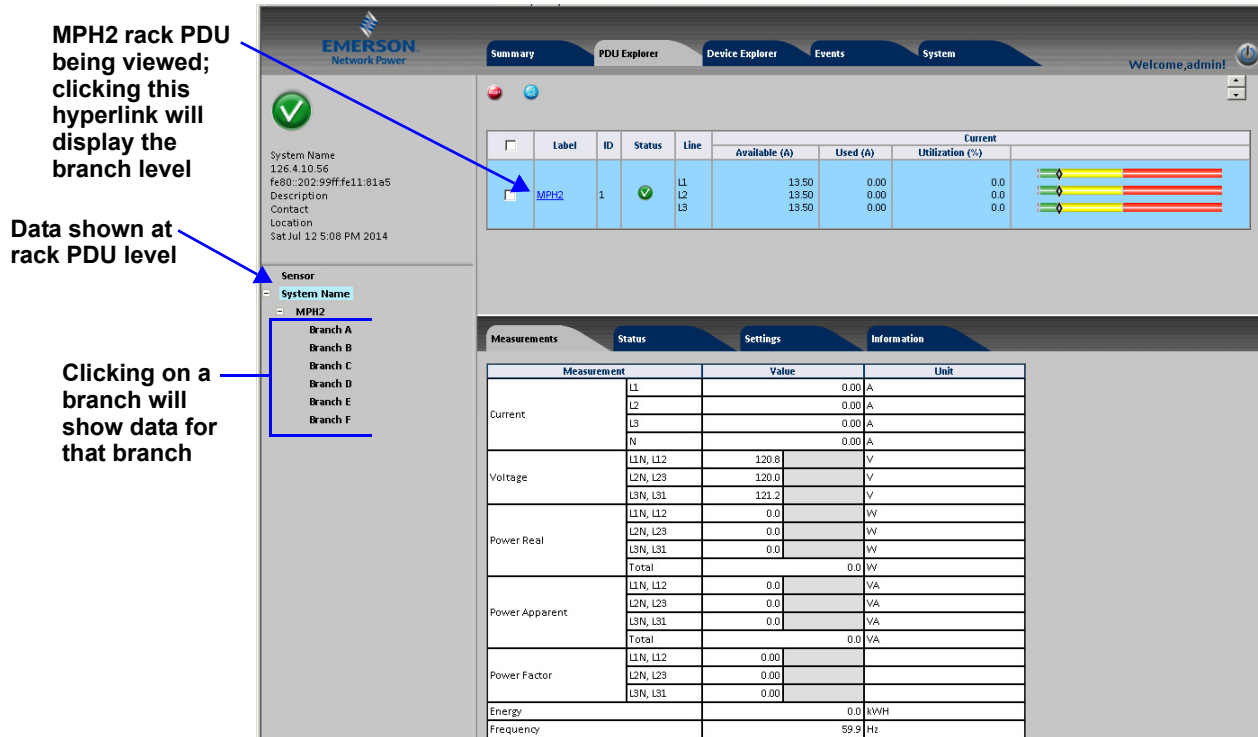 MPH2 rack PDU
being viewed;
clicking this
hyperlink will
display the
branch level
Data shown at
rack PDU level
Clicking on a
branch will
show data for
that branch
EMERSON.
Network Power
Summary PDU Explorer Device Explorer Events System
Welcome,admin!
System Name
126.4.10.56
fe80::202:99ff:fe11:81a5
Description
Contact
Location
Sat Jul 12 5:08 PM 2014
Sensor
System Name
MPH2
Branch A
Branch B
Branch C
Branch D
Branch E
Branch F
Label ID Status Line Current
Available (A) Used (A) Utilization (%)
MPH2 1
L1 13.50 0.00 0.0
L2 13.50 0.00 0.0
L3 13.50 0.00 0.0
Measurements Status Settings Information
Measurement Value Unit
Current
L1 0.00 A
L2 0.00 A
L3 0.00 A
N 0.00 A
Voltage
L1N, L12 120.8 V
L2N, L23 120.0 V
L3N, L31 121.2 V
Power Real
L1N, L12 0.0 W
L2N, L23 0.0 W
L3N, L31 0.0 W
Total 0.0 W
Power Apparent
L1N, L12 0.0 VA
L2N, L23 0.0 VA
L3N, L31 0.0 VA
Total 0.0 VA
Power Factor
L1N, L12 0.00
L2N, L23 0.00
L3N, L31 0.00
Energy 0.0 kWH
Frequency 59.9 Hz